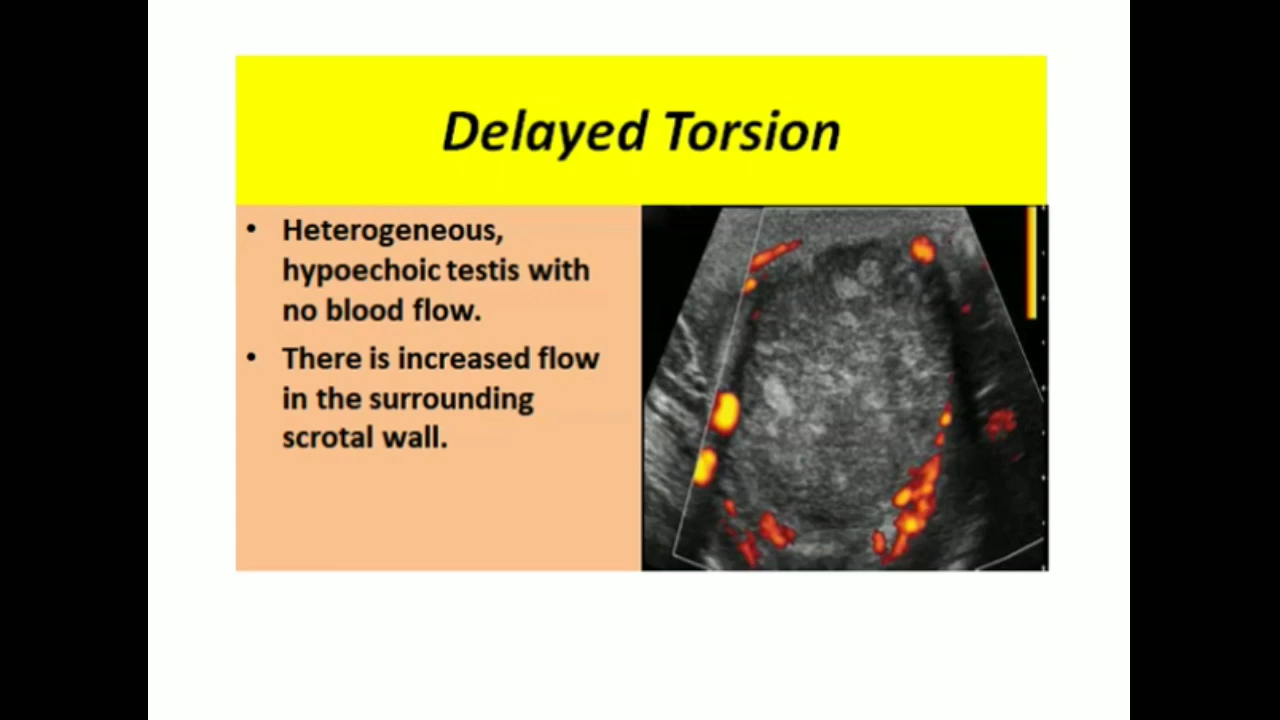 Delayed Torsion
• Heterogeneous,
hypoechoic testis with
no blood flow.
• There is increased flow
in the surrounding
scrotal wall.